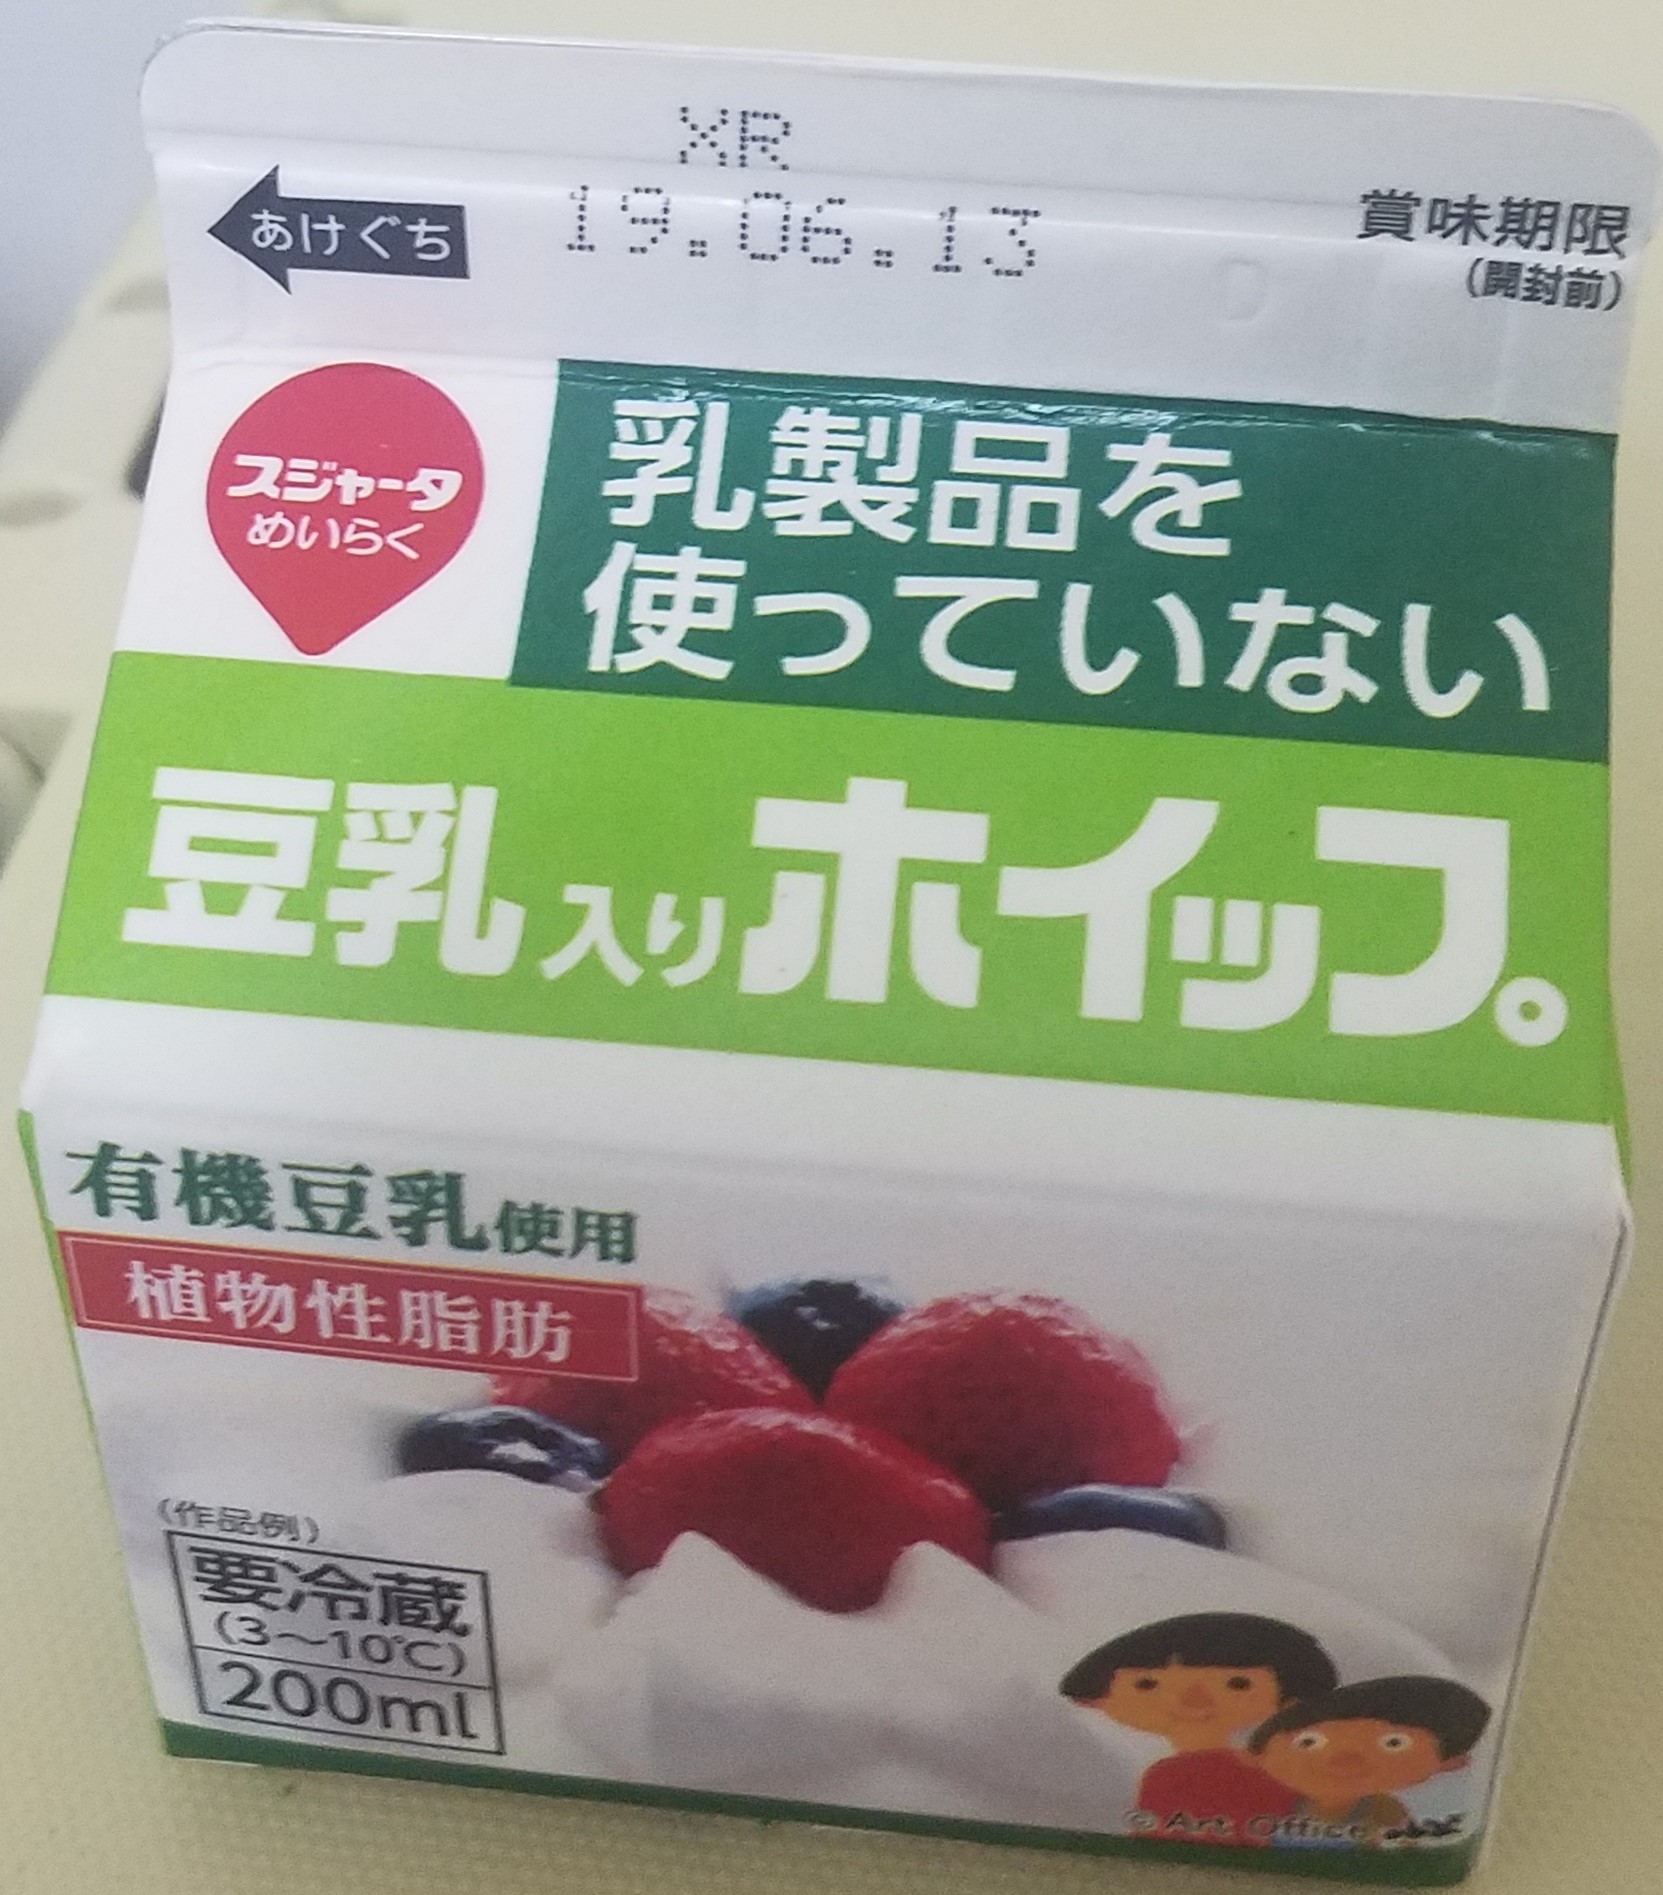 XR
あけぐち
19.06.13
賞味期限
(開封前)
スジャータ
めいらく
乳製品を
使っていない
豆乳入りホイップ。
有機豆乳使用
植物性脂肪
(作品例)
要冷蔵
(3~10℃)
200ml
© Art Office